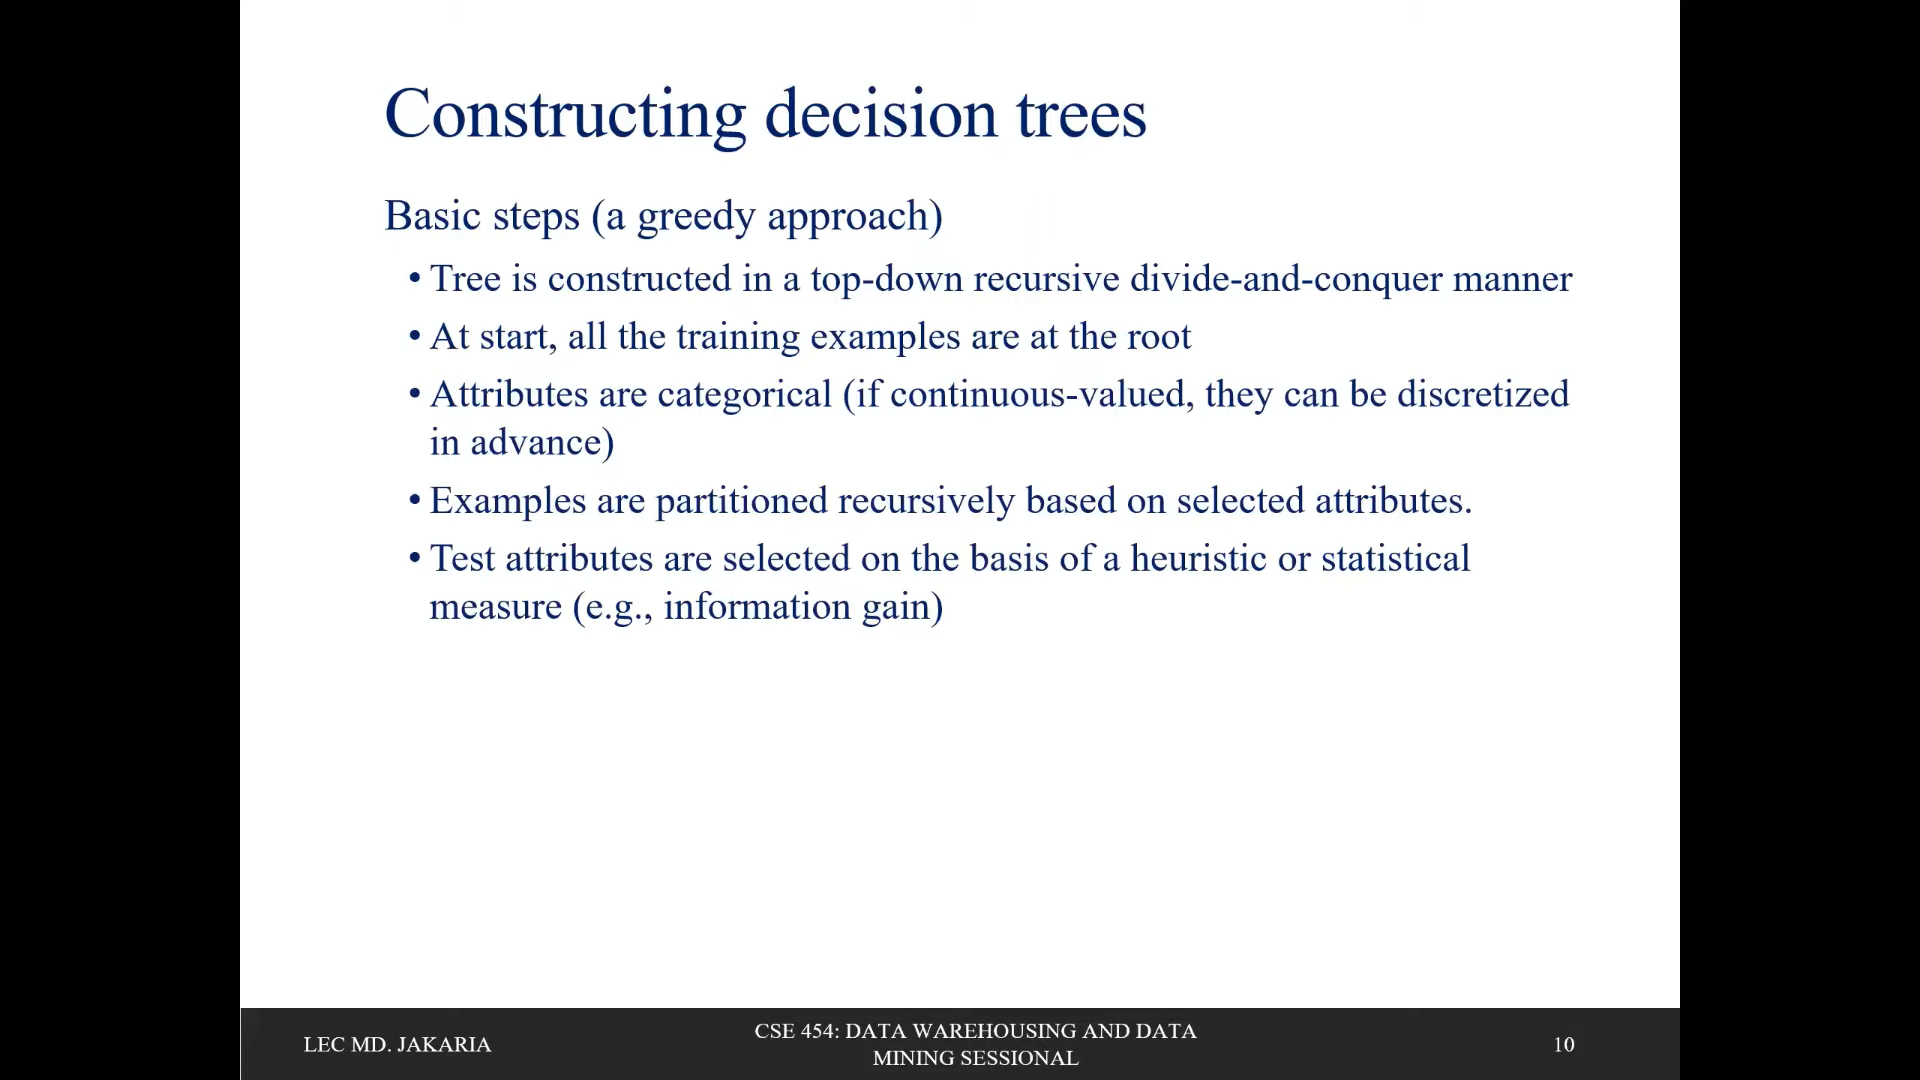 Constructing decision trees
Basic steps (a greedy approach)
• Tree is constructed in a top-down recursive divide-and-conquer manner
• At start, all the training examples are at the root
• Attributes are categorical (if continuous-valued, they can be discretized
in advance)
• Examples are partitioned recursively based on selected attributes.
• Test attributes are selected on the basis of a heuristic or statistical
measure (e.g., information gain)
LEC MD. JAKARIA
CSE 454: DATA WAREHOUSING AND DATA
MINING SESSIONAL
10